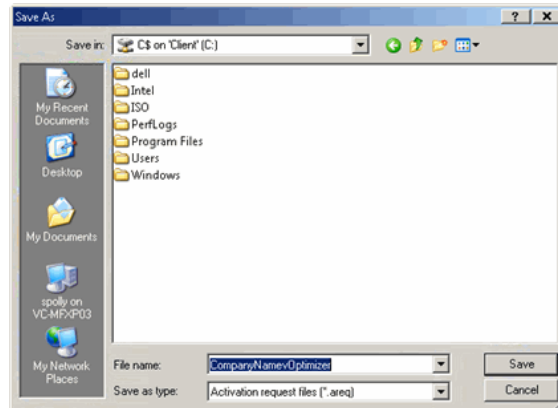 Save As
Save in:
C$ on 'Client' (C:)
My Recent
Documents
Desktop
My Documents
spolly on
VC-MFXP03
My Network
Places
dell
Intel
ISO
PerfLogs
Program Files
Users
Windows
File name:
CompanyNamevOptimizer
Save
Save as type:
Activation request files (*.areq)
Cancel